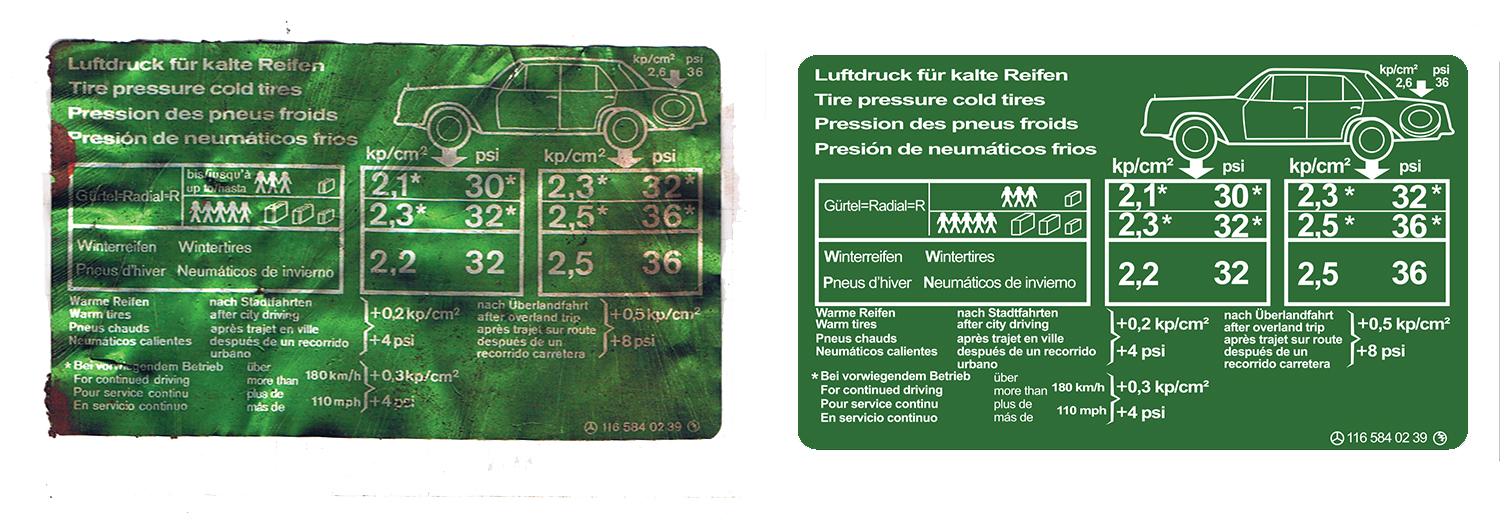 Luftdruck für kalte Reifen
Tire pressure cold tires
Pression des pneus froids
Presión de neumáticos frios
kp/cm² psi
2,6 36
kp/cm² psi kp/cm² psi
Gürtel=Radial=R
bis/jusqu'à
up to/hasta
2,1* 30* 2,3* 32*
2,3* 32* 2,5* 36*
Winterreifen Wintertires
Pneus d'hiver Neumáticos de invierno
2,2 32 2,5 36
Warme Reifen nach Stadtfahrten
Warm tires after city driving
Pneus chauds après trajet en ville
Neumáticos calientes después de un recorrido
urbano
+0,2 kp/cm²
+4 psi
nach Überlandfahrt
after overland trip
après trajet sur route
después de un
recorrido carretera
+0,5 kp/cm²
+8 psi
*Bei vorwiegendem Betrieb über
For continued driving more than
Pour service continu plus de
En servicio continuo más de
180 km/h
110 mph
+0,3kp/cm²
+4 psi
116 584 02 39
Luftdruck für kalte Reifen
Tire pressure cold tires
Pression des pneus froids
Presión de neumáticos frios
kp/cm² psi
2,6 36
kp/cm² psi kp/cm² psi
Gürtel=Radial=R
2,1* 30* 2,3* 32*
2,3* 32* 2,5* 36*
Winterreifen Wintertires
Pneus d'hiver Neumáticos de invierno
2,2 32 2,5 36
Warme Reifen nach Stadtfahrten
Warm tires after city driving
Pneus chauds après trajet en ville
Neumáticos calientes después de un recorrido
urbano
+0,2 kp/cm²
+4 psi
nach Überlandfahrt
after overland trip
après trajet sur route
después de un
recorrido carretera
+0,5 kp/cm²
+8 psi
*Bei vorwiegendem Betrieb über
For continued driving more than
Pour service continu plus de
En servicio continuo más de
180 km/h
110 mph
+0,3 kp/cm²
+4 psi
116 584 02 39